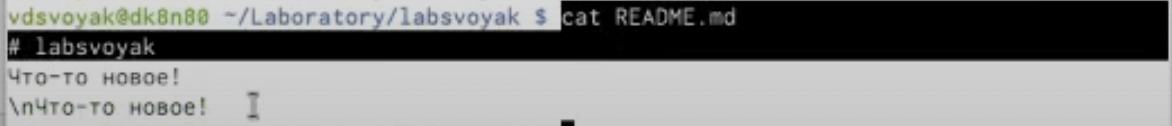 vdsvoyak@dk8n80 ~/Laboratory/labsvoyak $ cat README.md
# labsvoyak
Что-то новое!
\nЧто-то новое!